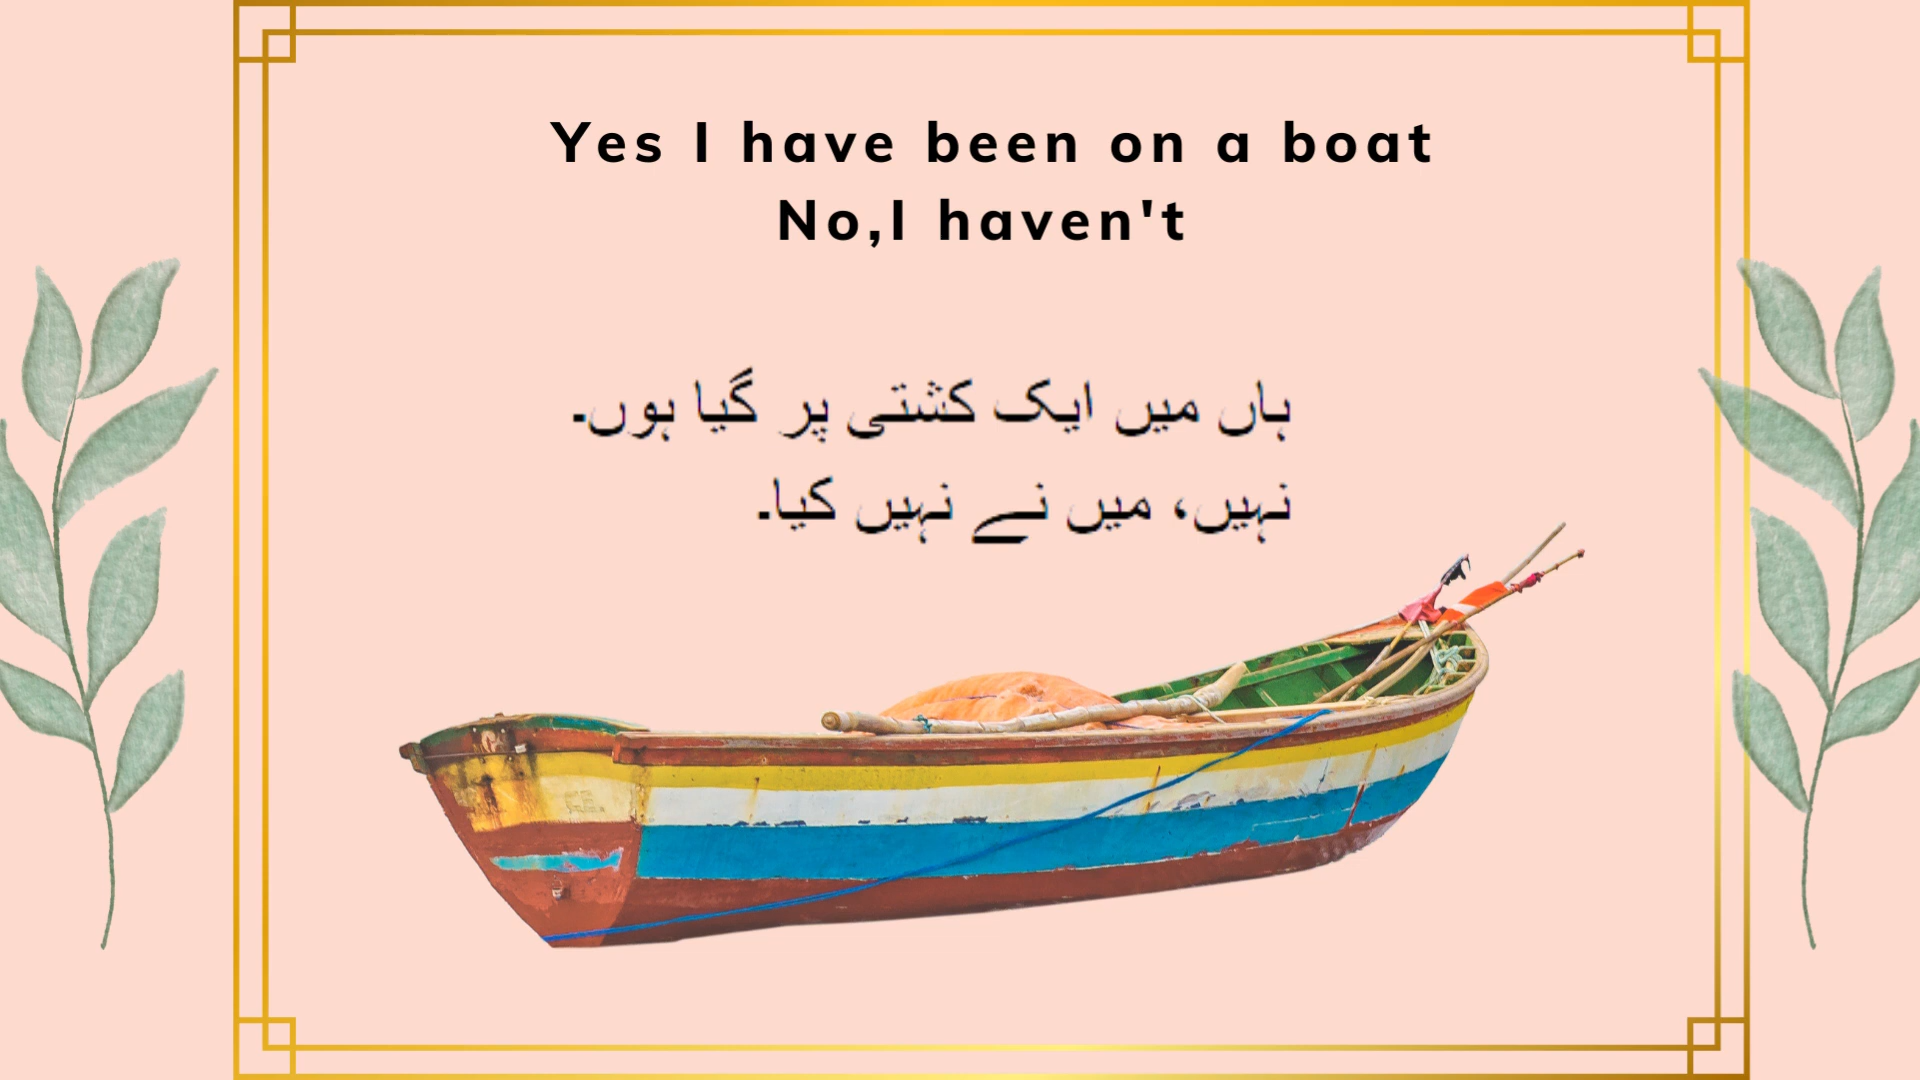 Yes I have been on a boat
No,I haven't
ہاں میں ایک کشتی پر گیا ہوں۔
نہیں، میں نے نہیں کیا۔